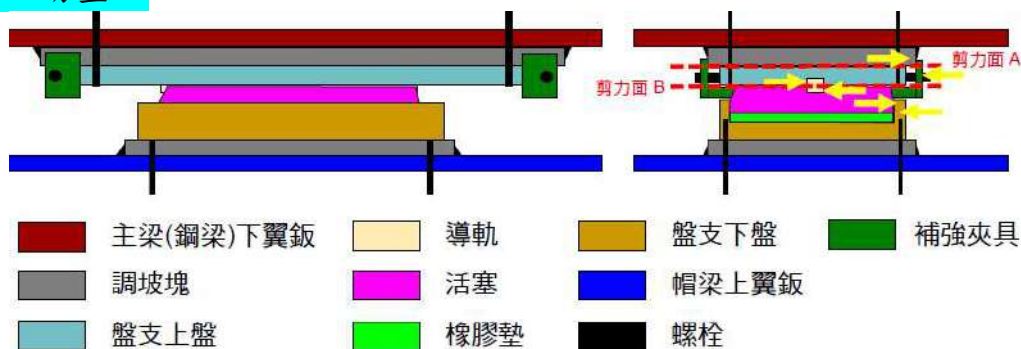 剪力面 A
剪力面 B
主梁(鋼梁)下翼鈑
導軌
盤支下盤
補強夾具
調坡塊
活塞
帽梁上翼鈑
盤支上盤
橡膠墊
螺栓